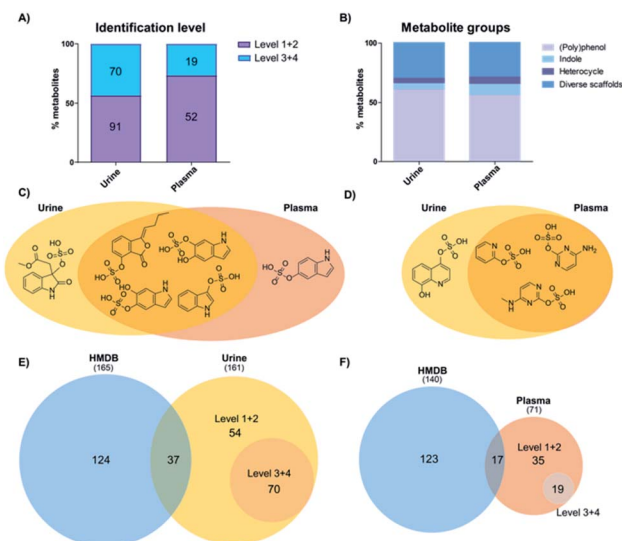 A)
Identification level
100
50
0
% metabolites
70
91
19
52
Urine
Plasma
Level 1+2
Level 3+4
B)
Metabolite groups
100
50
0
% metabolites
Urine
Plasma
(Poly)phenol
Indole
Heterocycle
Diverse scaffolds
C)
Urine
Plasma
D)
Urine
Plasma
E)
HMDB
(165)
Urine
(161)
124
37
Level 1+2
54
Level 3+4
70
F)
HMDB
(140)
Plasma
(71)
123
17
Level 1+2
35
19
Level 3+4